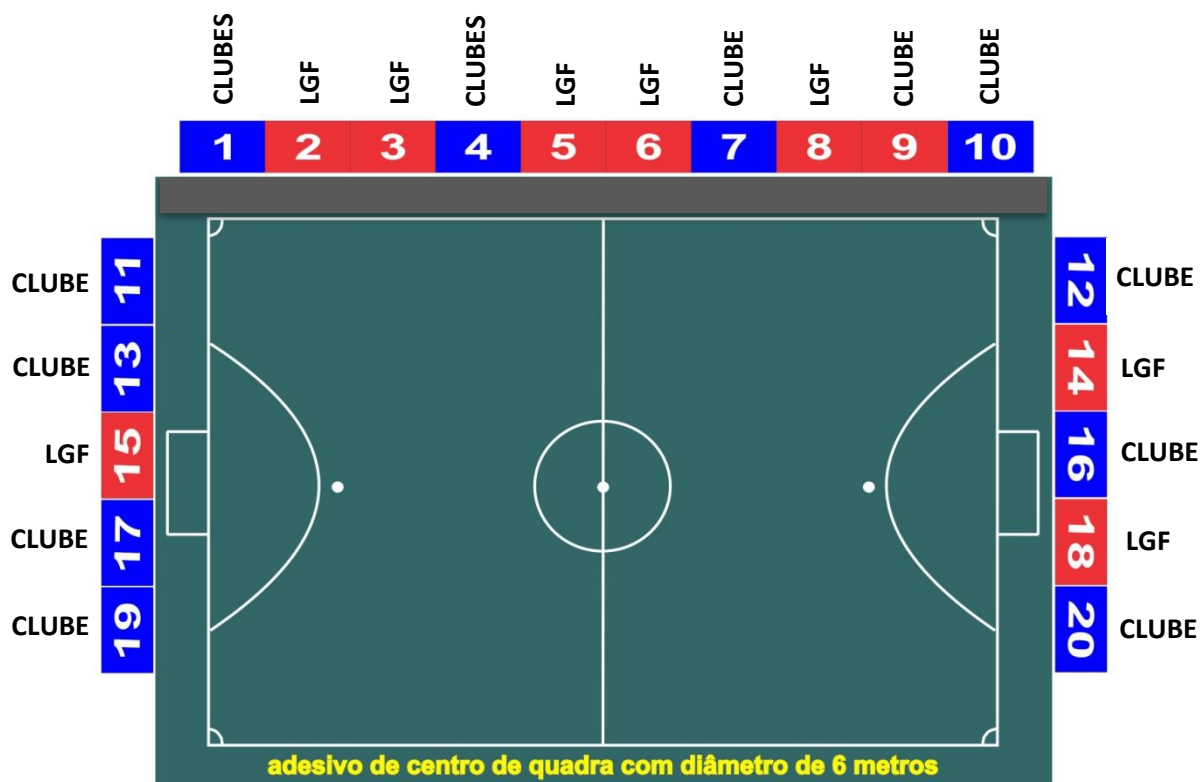 CLUBES
LGF
LGF
CLUBES
LGF
LGF
CLUBE
LGF
CLUBE
CLUBE
1 2 3 4 5 6 7 8 9 10
CLUBE 11
CLUBE 13
LGF 15
CLUBE 17
CLUBE 19
12 CLUBE
14 LGF
16 CLUBE
18 LGF
20 CLUBE
adesivo de centro de quadra com diâmetro de 6 metros